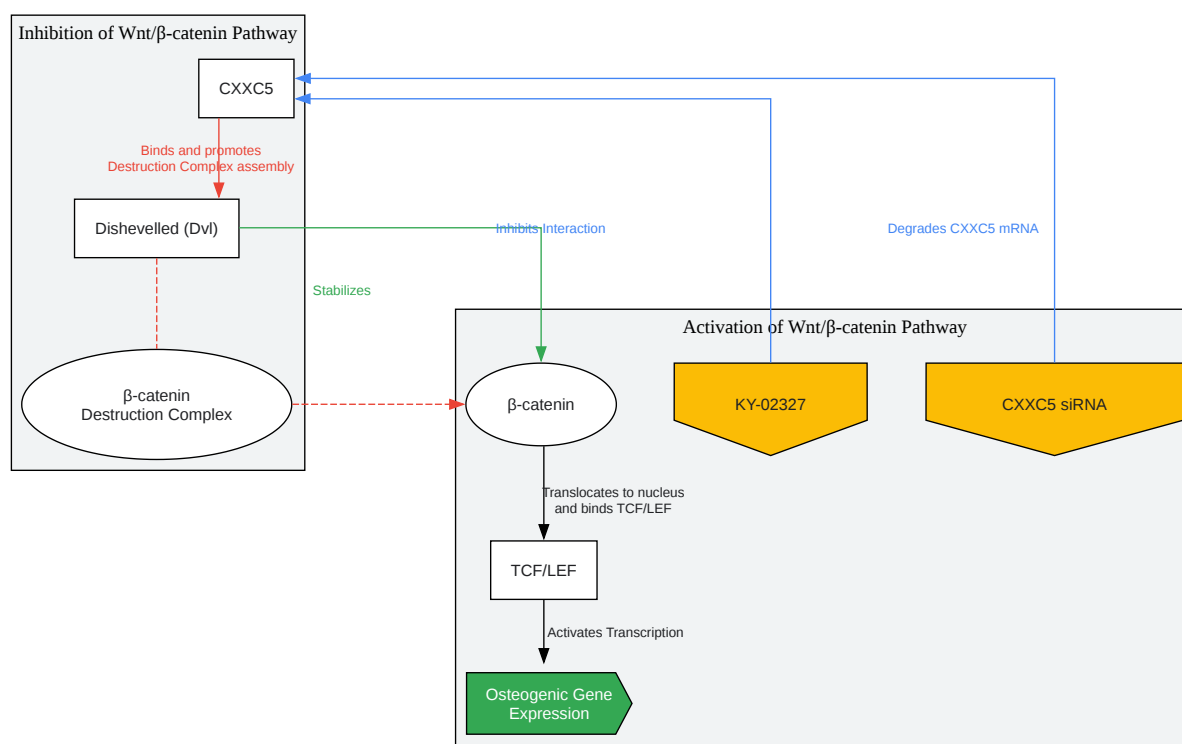 Inhibition of Wnt/β-catenin Pathway
CXXC5
Binds and promotes
Destruction Complex assembly
Dishevelled (Dvl)
Inhibits Interaction
Degrades CXXC5 mRNA
Stabilizes
Activation of Wnt/β-catenin Pathway
β-catenin
Destruction Complex
β-catenin
KY-02327
CXXC5 siRNA
Translocates to nucleus
and binds TCF/LEF
TCF/LEF
Activates Transcription
Osteogenic Gene
Expression